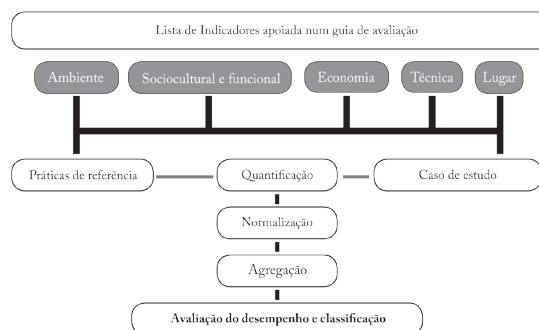 Lista de Indicadores apoiada num guia de avaliação
Ambiente Sociocultural e funcional Economia Técnica Lugar
Práticas de referência Quantificação Caso de estudo
Normalização
Agregação
Avaliação do desempenho e classificação